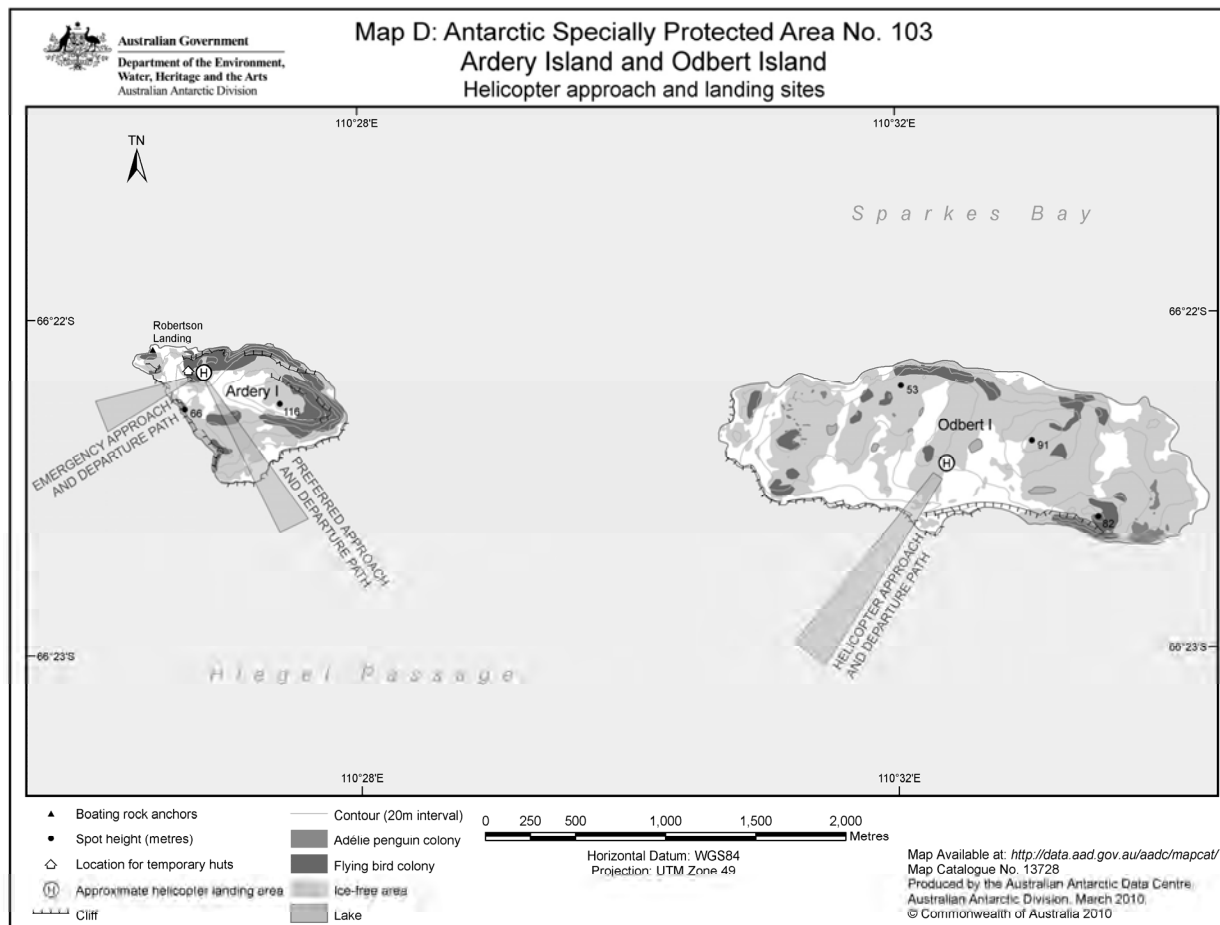 Australian Government
Department of the Environment,
Water, Heritage and the Arts
Australian Antarctic Division
Map D: Antarctic Specially Protected Area No. 103
Ardery Island and Odbert Island
Helicopter approach and landing sites
110°28'E
110°32'E
TN
Sparkes Bay
66°22'S
66°22'S
Robertson
Landing
H
Ardery I
116
66
EMERGENCY APPROACH
AND DEPARTURE PATH
PREFERRED APPROACH
AND DEPARTURE PATH
53
Odbert I
91
H
82
HELICOPTER APPROACH
AND DEPARTURE PATH
66°23'S
66°23'S
Passage
110°28'E
110°32'E
Boating rock anchors
Spot height (metres)
Location for temporary huts
H Approximate helicopter landing area
Cliff
Contour (20m interval)
Adélie penguin colony
Flying bird colony
Ice-free area
Lake
0 250 500 1,000 1,500 2,000
Metres
Horizontal Datum: WGS84
Projection: UTM Zone 49
Map Available at: http://data.aad.gov.au/aadc/mapcat/
Map Catalogue No. 13728
Produced by the Australian Antarctic Data Centre
Australian Antarctic Division. March 2010.
© Commonwealth of Australia 2010